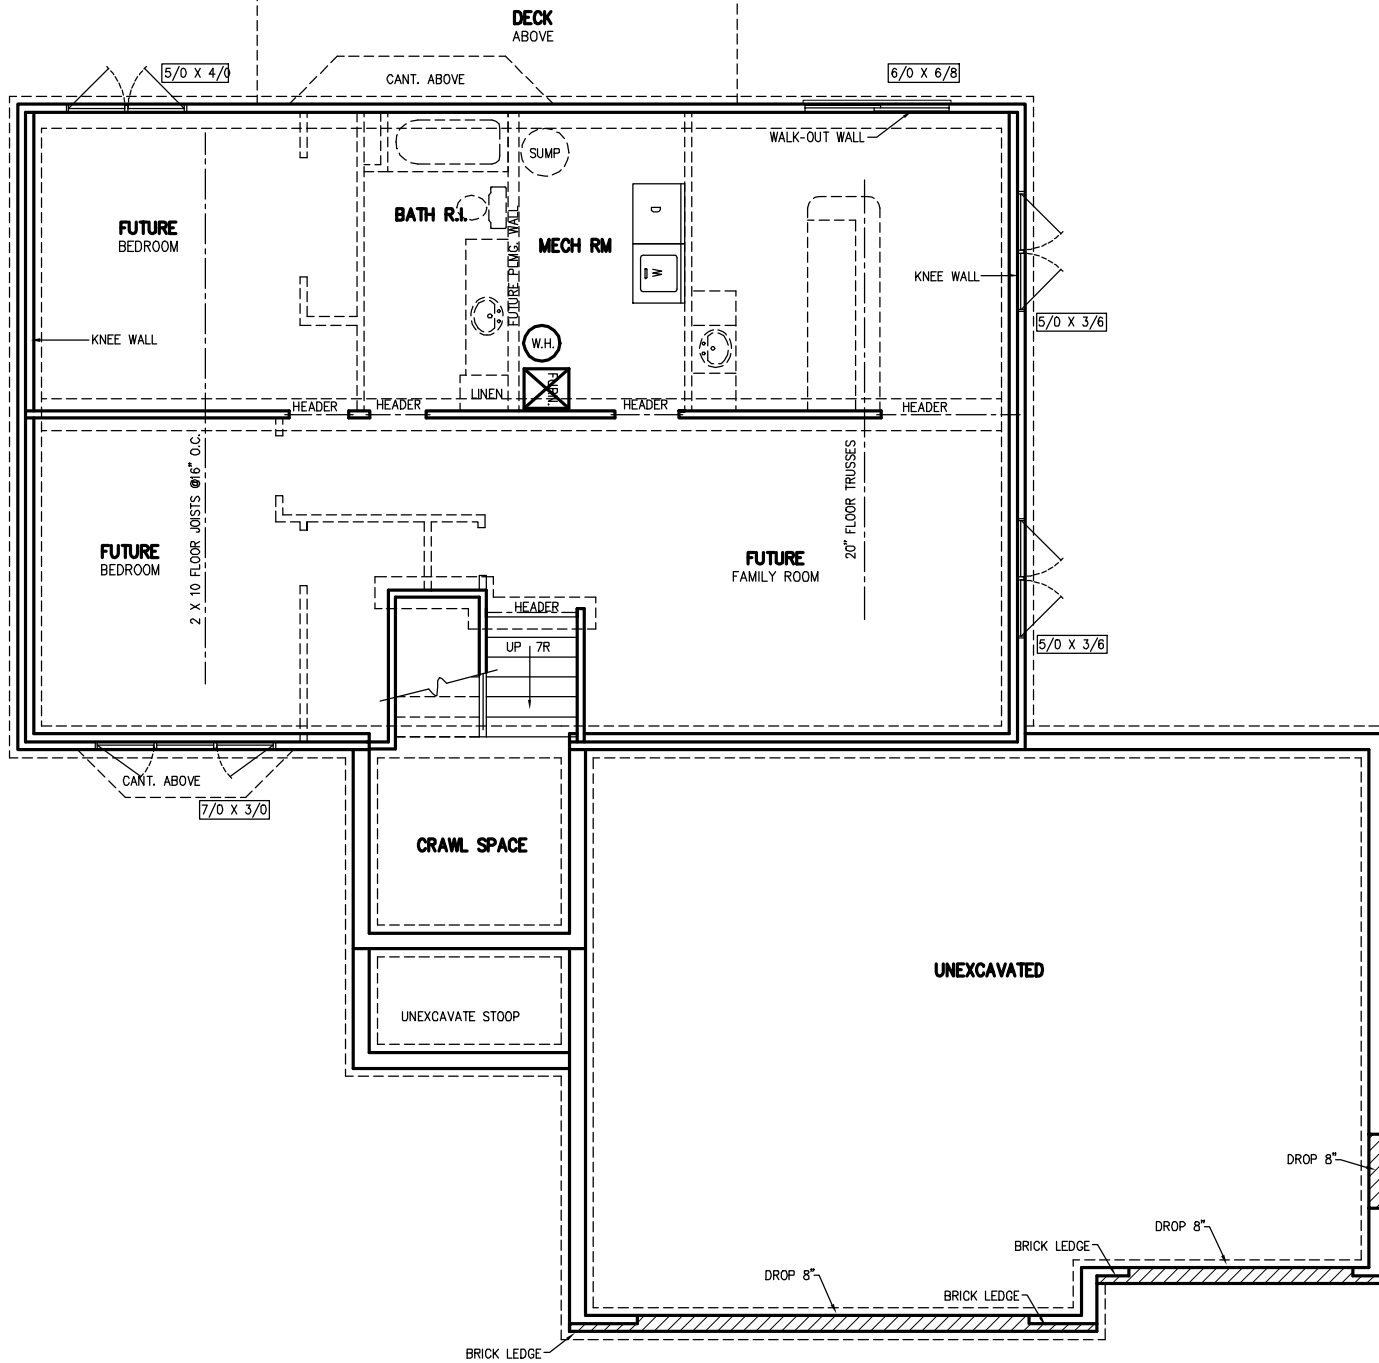 DECK
ABOVE
5/0 X 4/0
CANT. ABOVE
6/0 X 6/8
WALK-OUT WALL
SUMP
BATH R.I.
FUTURE
BEDROOM
FUTURE PLMG. WALL
MECH RM
D
W
KNEE WALL
5/0 X 3/6
KNEE WALL
W.H.
FURN.
LINEN
HEADER
HEADER
HEADER
HEADER
2 X 10 FLOOR JOISTS @16" O.C.
20" FLOOR TRUSSES
FUTURE
BEDROOM
FUTURE
FAMILY ROOM
HEADER
UP 7R
5/0 X 3/6
CANT. ABOVE
7/0 X 3/0
CRAWL SPACE
UNEXCAVATED
UNEXCAVATE STOOP
DROP 8"
DROP 8"
BRICK LEDGE
DROP 8"
BRICK LEDGE
BRICK LEDGE